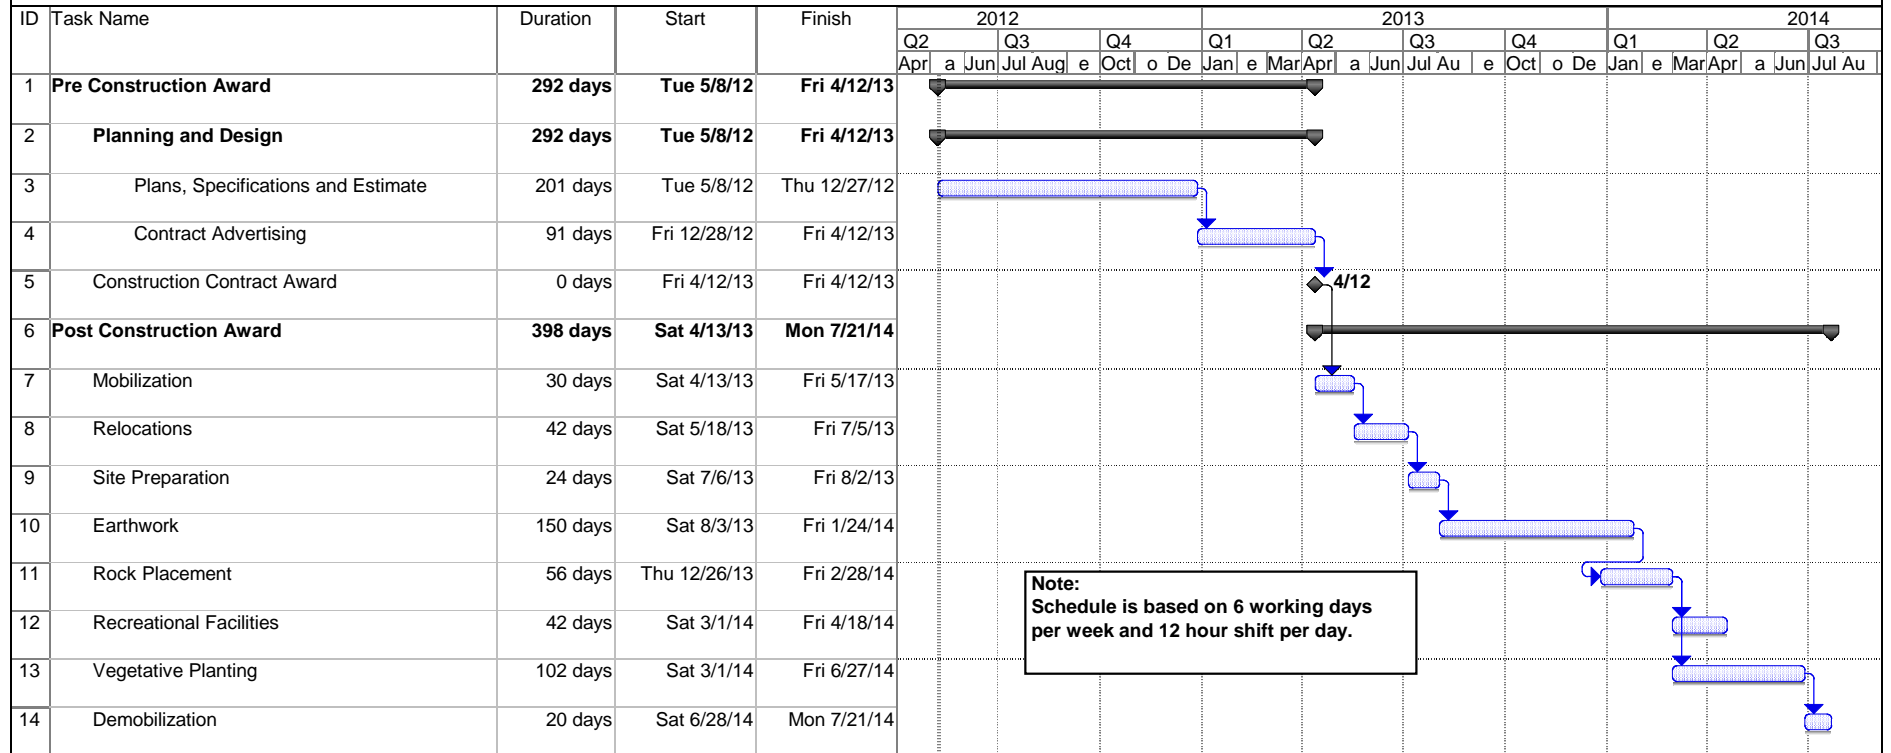 ID Task Name Duration Start Finish 2012 2013 2014
Q2 Q3 Q4 Q1 Q2 Q3 Q4 Q1 Q2 Q3
Apr a Jun Jul Aug e Oct o De Jan e Mar Apr a Jun Jul Au e Oct o De Jan e Mar Apr a Jun Jul Au
1 Pre Construction Award 292 days Tue 5/8/12 Fri 4/12/13
2 Planning and Design 292 days Tue 5/8/12 Fri 4/12/13
3 Plans, Specifications and Estimate 201 days Tue 5/8/12 Thu 12/27/12
4 Contract Advertising 91 days Fri 12/28/12 Fri 4/12/13
5 Construction Contract Award 0 days Fri 4/12/13 Fri 4/12/13 4/12
6 Post Construction Award 398 days Sat 4/13/13 Mon 7/21/14
7 Mobilization 30 days Sat 4/13/13 Fri 5/17/13
8 Relocations 42 days Sat 5/18/13 Fri 7/5/13
9 Site Preparation 24 days Sat 7/6/13 Fri 8/2/13
10 Earthwork 150 days Sat 8/3/13 Fri 1/24/14
11 Rock Placement 56 days Thu 12/26/13 Fri 2/28/14
Note:
Schedule is based on 6 working days
per week and 12 hour shift per day.
12 Recreational Facilities 42 days Sat 3/1/14 Fri 4/18/14
13 Vegetative Planting 102 days Sat 3/1/14 Fri 6/27/14
14 Demobilization 20 days Sat 6/28/14 Mon 7/21/14